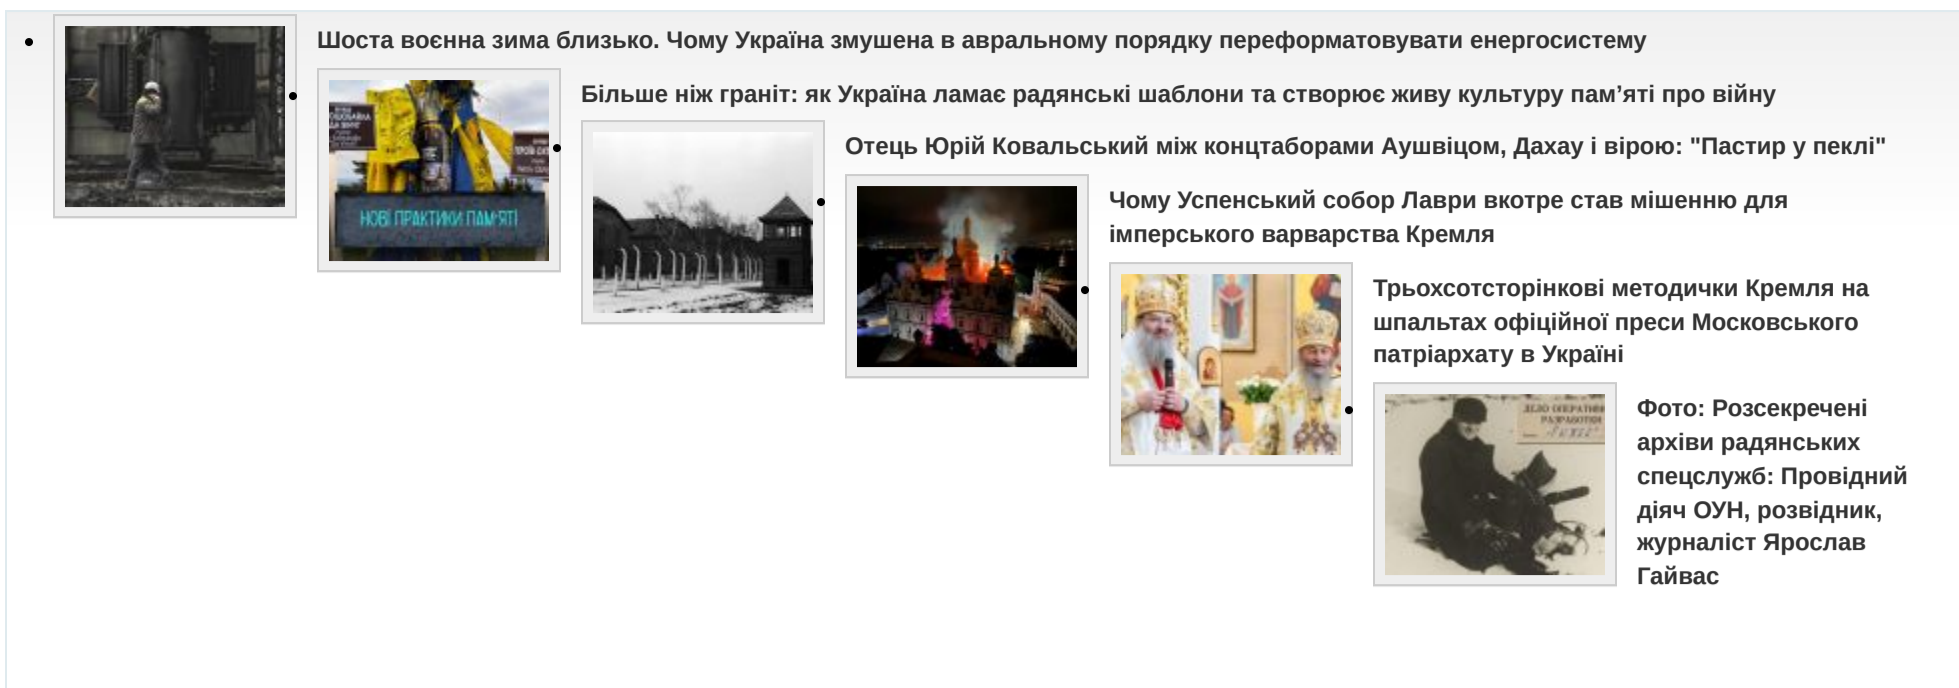 Шоста воєнна зима близько. Чому Україна змушена в авральному порядку переформатовувати енергосистему
Більше ніж граніт: як Україна ламає радянські шаблони та створює живу культуру пам’яті про війну
НОВІ ПРАКТИКИ ПАМ'ЯТІ
Отець Юрій Ковальський між концтаборами Аушвіцом, Дахау і вірою: "Пастир у пеклі"
Чому Успенський собор Лаври вкотре став мішенню для
імперського варварства Кремля
Трьохсотсторінкові методички Кремля на
шпальтах офіційної преси Московського
патріархату в Україні
ДЕЛО ОПЕРАТИВН
РАЗРАБОТКИ
Фото: Розсекречені
архіви радянських
спецслужб: Провідний
діяч ОУН, розвідник,
журналіст Ярослав
Гайвас